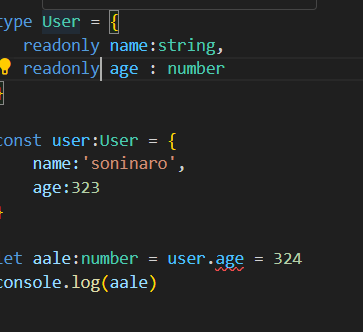 type User = {
readonly name:string,
readonly age : number
}
const user:User = {
name:'soninaro',
age:323
}
let aale:number = user.age = 324
console.log(aale)